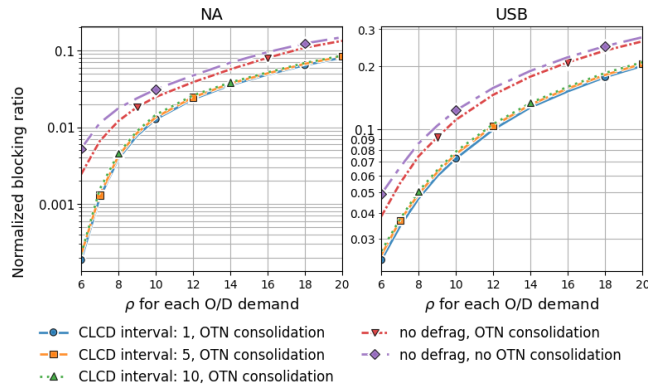 NA
USB
Normalized blocking ratio
0.1
0.01
0.001
6 8 10 12 14 16 18 20
ρ for each O/D demand
0.3
0.2
0.1
0.09
0.08
0.07
0.06
0.05
0.04
0.03
6 8 10 12 14 16 18 20
ρ for each O/D demand
CLCD interval: 1, OTN consolidation
CLCD interval: 5, OTN consolidation
CLCD interval: 10, OTN consolidation
no defrag, OTN consolidation
no defrag, no OTN consolidation